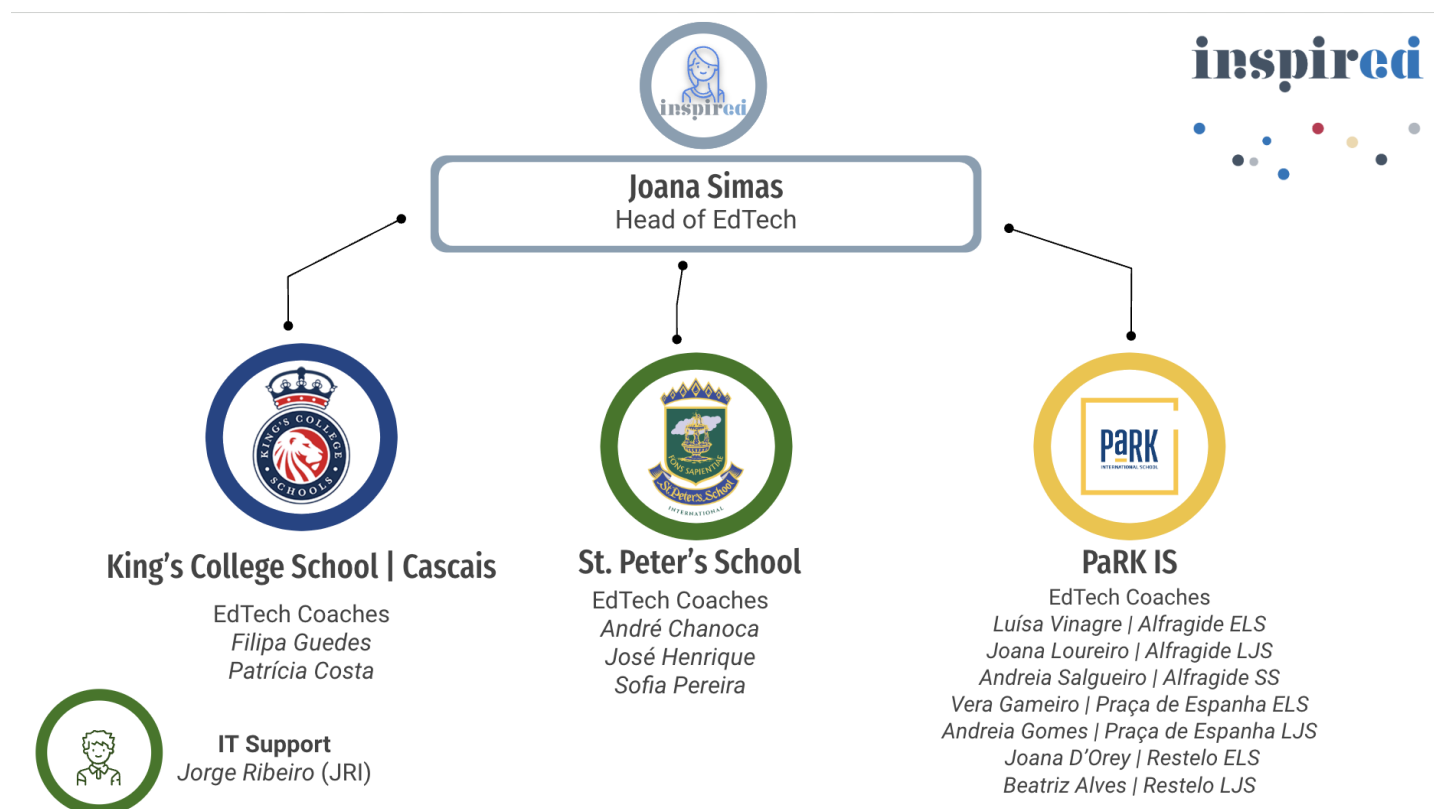 inspired
inspired
Joana Simas
Head of EdTech
KING'S COLLEGE
SCHOOLS
FONS SAPIENTIAE
St. Peter's School
INTERNATIONAL
PaRK
INTERNATIONAL SCHOOL
King's College School | Cascais
EdTech Coaches
Filipa Guedes
Patrícia Costa
St. Peter's School
EdTech Coaches
André Chanoca
José Henrique
Sofia Pereira
PaRK IS
EdTech Coaches
Luísa Vinagre | Alfragide ELS
Joana Loureiro | Alfragide LJS
Andreia Salgueiro | Alfragide SS
Vera Gameiro | Praça de Espanha ELS
Andreia Gomes | Praça de Espanha LJS
Joana D'Orey | Restelo ELS
Beatriz Alves | Restelo LJS
IT Support
Jorge Ribeiro (JRI)